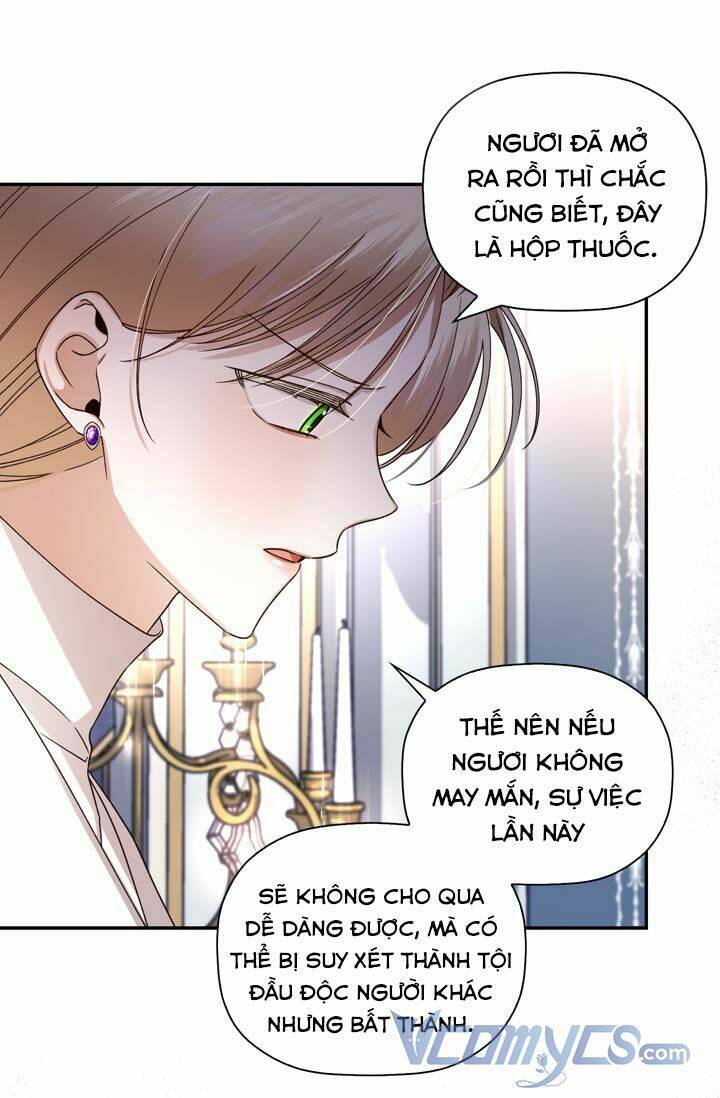 NGƯƠI ĐÃ MỞ
RA RỒI THÌ CHẮC
CŨNG BIẾT, ĐÂY
LÀ HỘP THUỐC.
THẾ NÊN NẾU
NGƯƠI KHÔNG
MAY MẮN, SỰ VIỆC
LẦN NÀY
SẼ KHÔNG CHO QUA
DỄ DÀNG ĐƯỢC, MÀ CÓ
THỂ BỊ SUY XÉT THÀNH TỘI
ĐẦU ĐỘC NGƯỜI KHÁC
NHƯNG BẤT THÀNH.
VCOMYCS.com